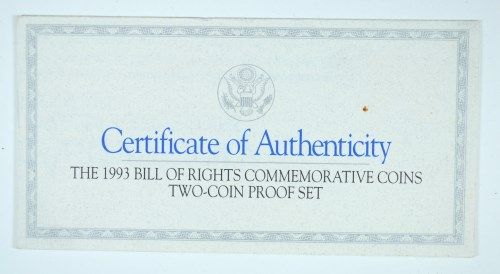 Certificate of Authenticity
THE 1993 BILL OF RIGHTS COMMEMORATIVE COINS
TWO-COIN PROOF SET